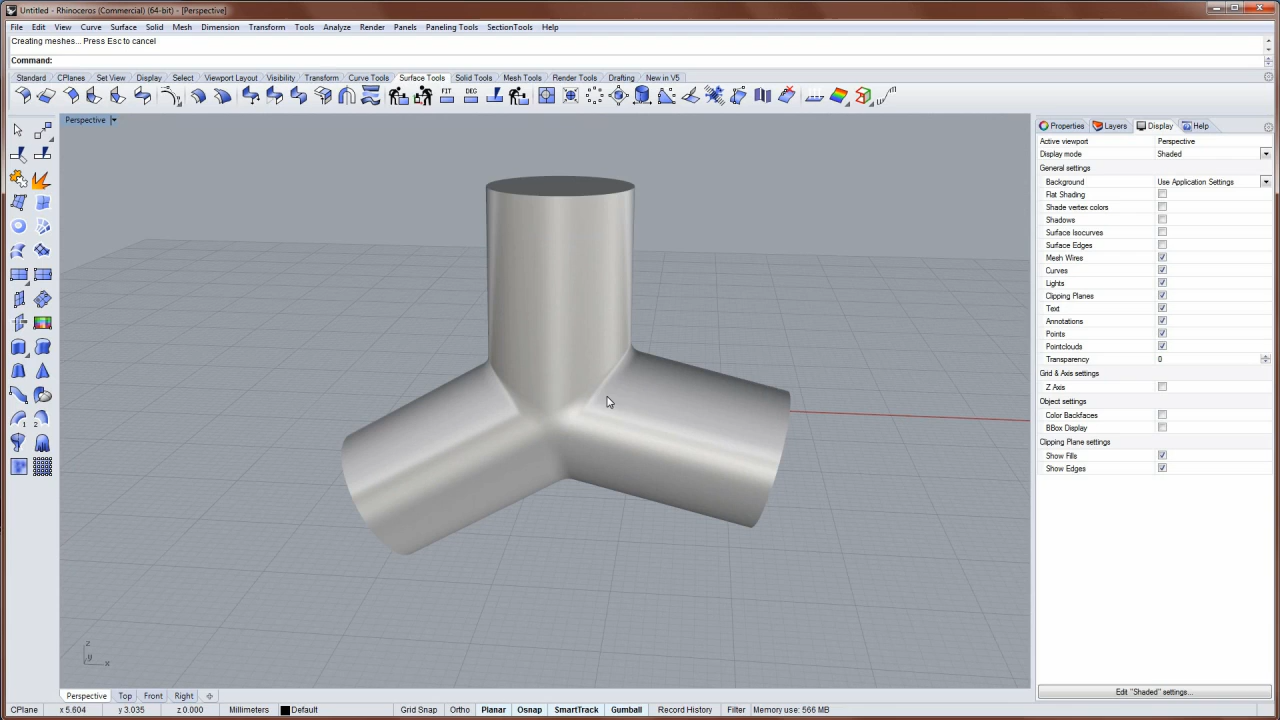 Untitled - Rhinoceros (Commercial) (64-bit) - [Perspective]
File Edit View Curve Surface Solid Mesh Dimension Transform Tools Analyze Render Panels Paneling Tools SectionTools Help
Creating meshes... Press Esc to cancel
Command:
Standard CPlanes Set View Display Select Viewport Layout Visibility Transform Curve Tools Surface Tools Solid Tools Mesh Tools Render Tools Drafting New in V5
FIT DEG
Perspective
Properties Layers Display Help
Active viewport Perspective
Display mode Shaded
General settings
Background Use Application Settings
Flat Shading
Shade vertex colors
Shadows
Surface Isocurves
Surface Edges
Mesh Wires
Curves
Lights
Clipping Planes
Text
Annotations
Points
Pointclouds
Transparency 0
Grid & Axis settings
Z Axis
Object settings
Color Backfaces
BBox Display
Clipping Plane settings
Show Fills
Show Edges
1 2
z
y x
Edit "Shaded" settings...
Perspective Top Front Right
CPlane x 5.604 y 3.035 z 0.000 Millimeters Default Grid Snap Ortho Planar Osnap SmartTrack Gumball Record History Filter Memory use: 566 MB